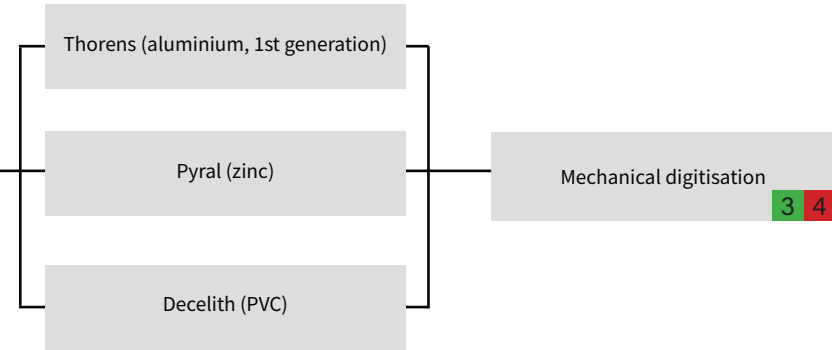 Thorens (aluminium, 1st generation)
Pyral (zinc)
Mechanical digitisation
3 4
Decelith (PVC)